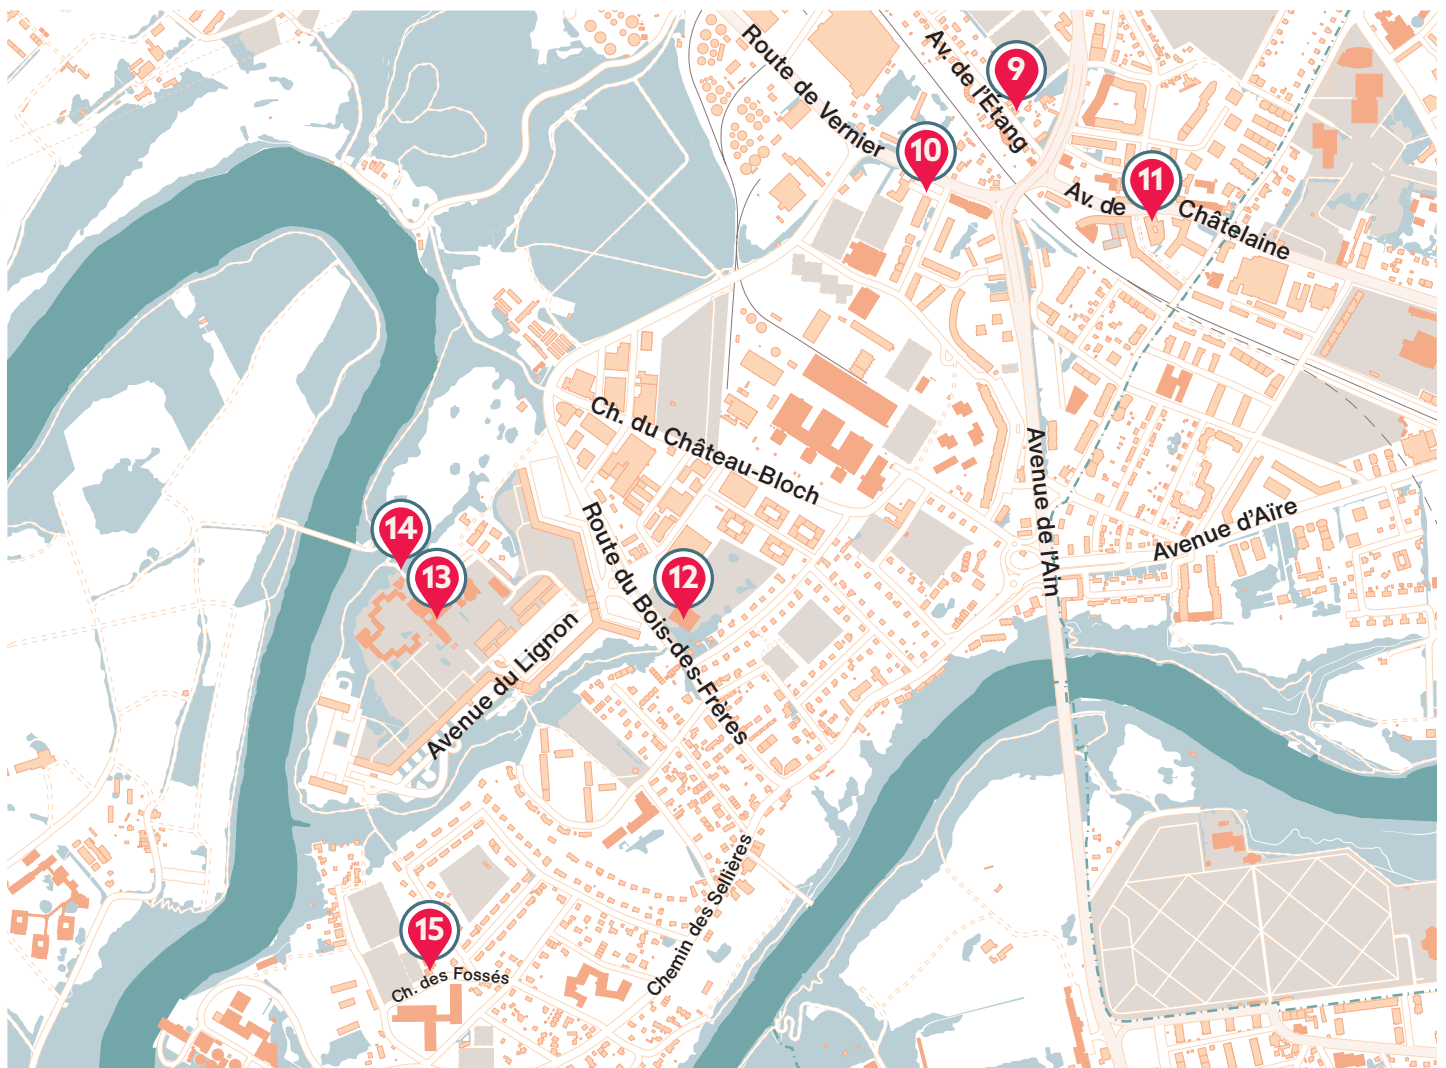 Route de Vernier
Av. de l'Étang
9
10
11
Av. de Châtelaine
Ch. du Château-Bloch
Avenue de l'Ain
Avenue d'Aïre
14
13
12
Route du Bois-des-Frères
Avenue du Lignon
Chemin des Sellières
15
Ch. des Fossés